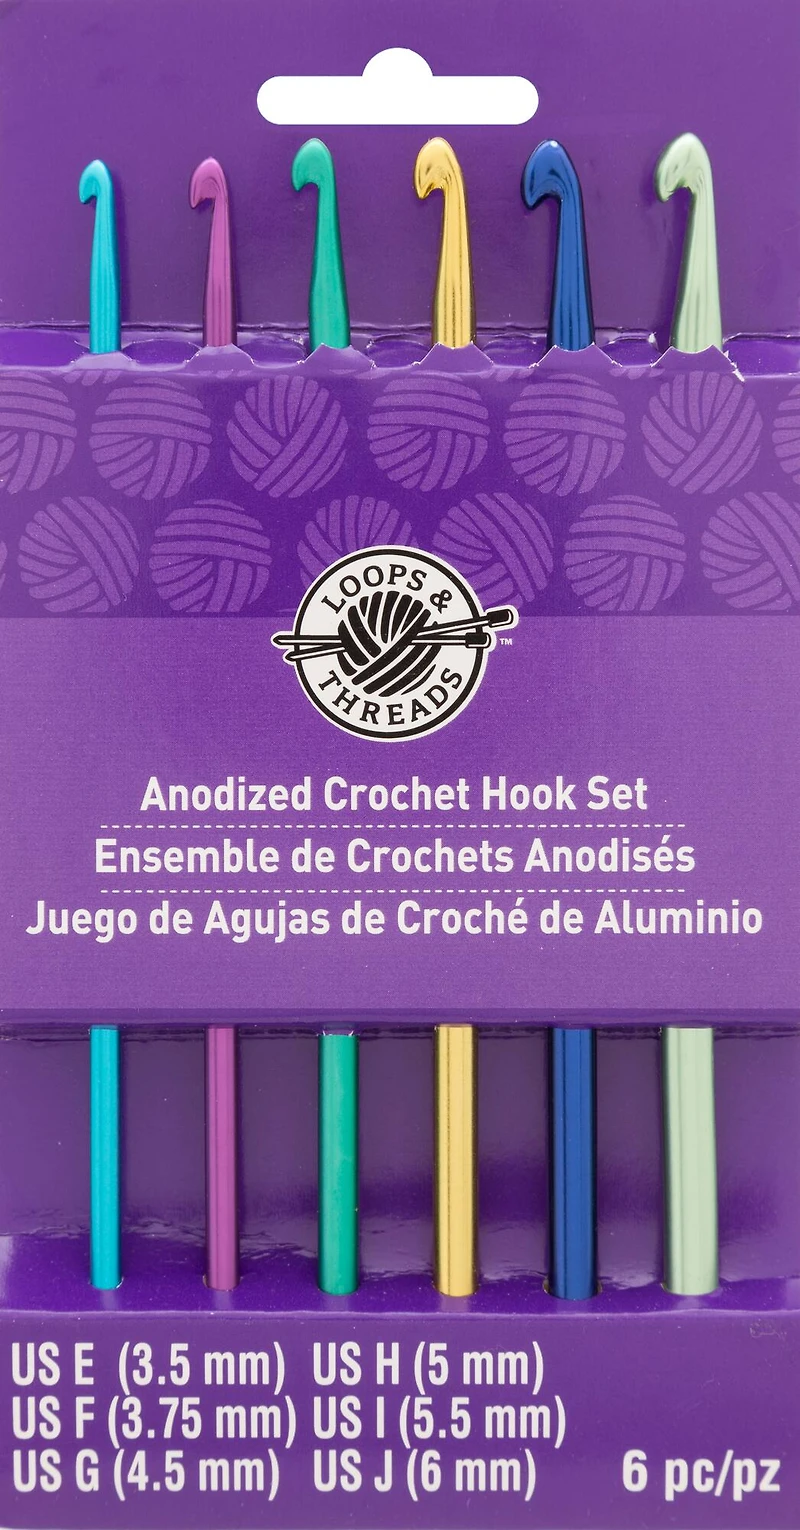 LOOPS &
THREADS
™
Anodized Crochet Hook Set
Ensemble de Crochets Anodisés
Juego de Agujas de Croché de Aluminio
US E (3.5 mm) US H (5 mm)
US F (3.75 mm) US I (5.5 mm)
US G (4.5 mm) US J (6 mm) 6 pc/pz